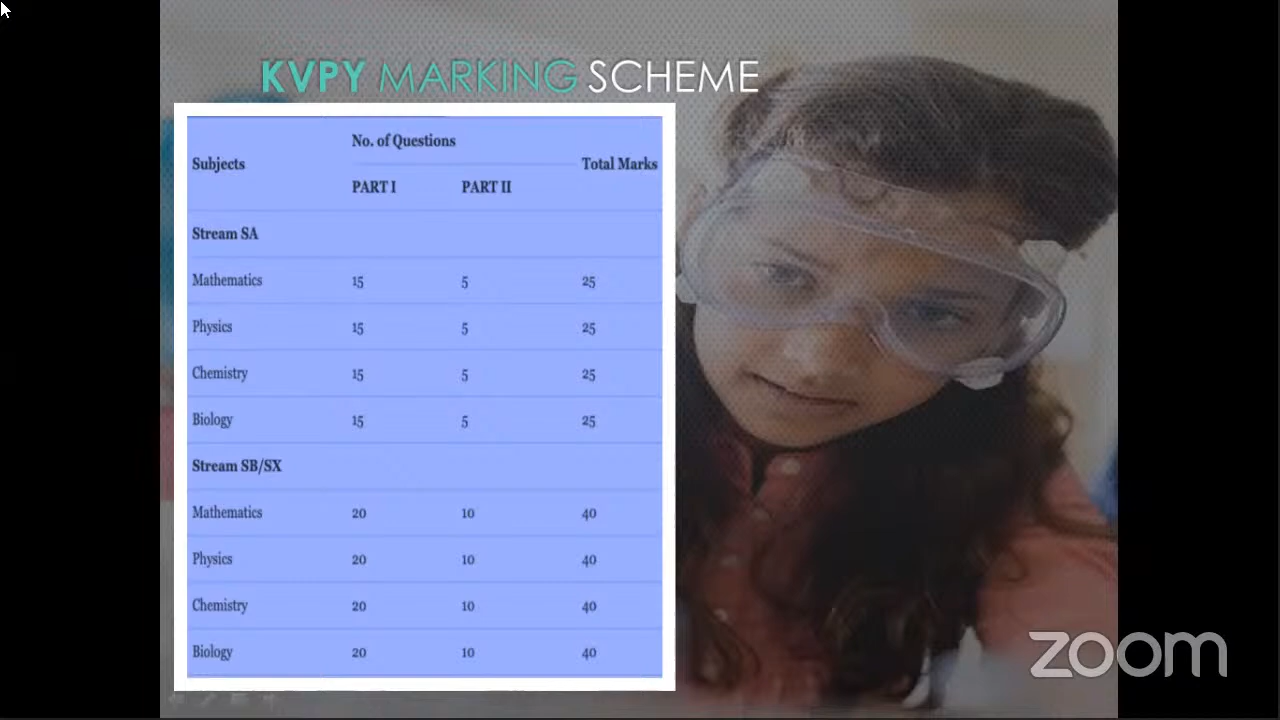 KVPY MARKING SCHEME
No. of Questions
Subjects Total Marks
PART I PART II
Stream SA
Mathematics 15 5 25
Physics 15 5 25
Chemistry 15 5 25
Biology 15 5 25
Stream SB/SX
Mathematics 20 10 40
Physics 20 10 40
Chemistry 20 10 40
Biology 20 10 40
zoom